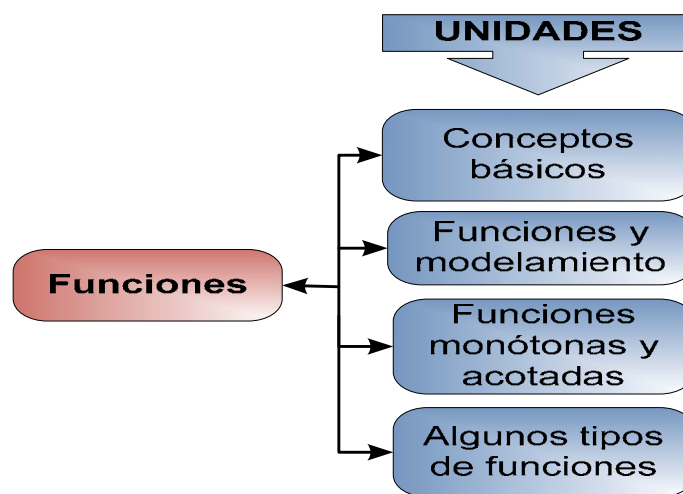 UNIDADES
Conceptos
básicos
Funciones y
modelamiento
Funciones
Funciones
monótonas y
acotadas
Algunos tipos
de funciones